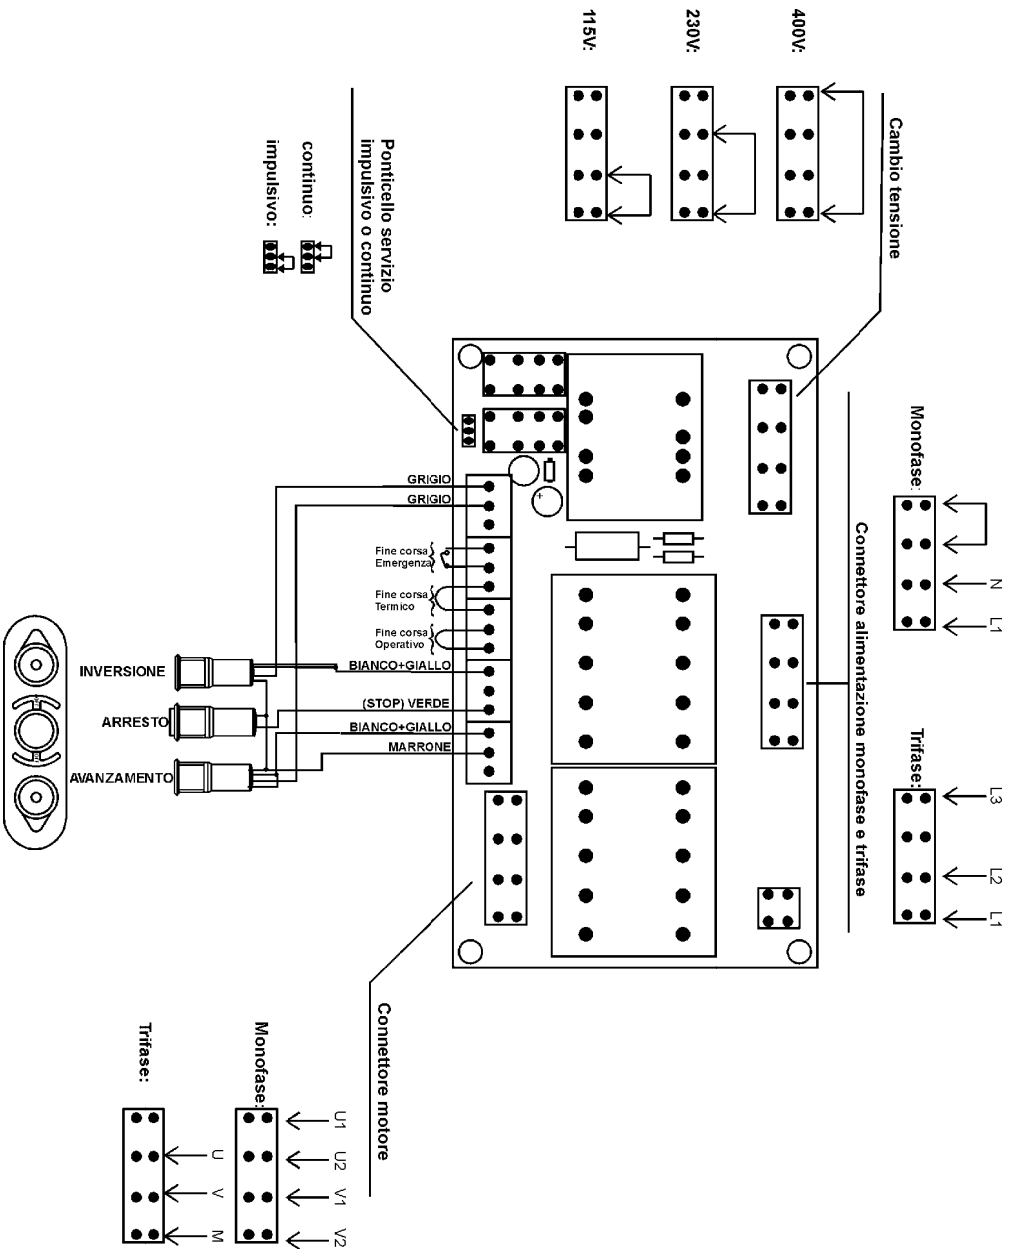 115V:
230V:
400V:
Cambio tensione
Ponticello servizio
impulsivo o continuo
continuo:
impulsivo:
Monofase:
N
L1
Connettore alimentazione monofase e trifase
Trifase:
L3
L2
L1
GRIGIO
GRIGIO
Fine corsa
Emergenza
Fine corsa
Termico
Fine corsa
Operativo
INVERSIONE
BIANCO+GIALLO
ARRESTO
(STOP) VERDE
BIANCO+GIALLO
MARRONE
AVANZAMENTO
+
Connettore motore
Monofase:
U1
U2
V1
V2
Trifase:
U
V
M